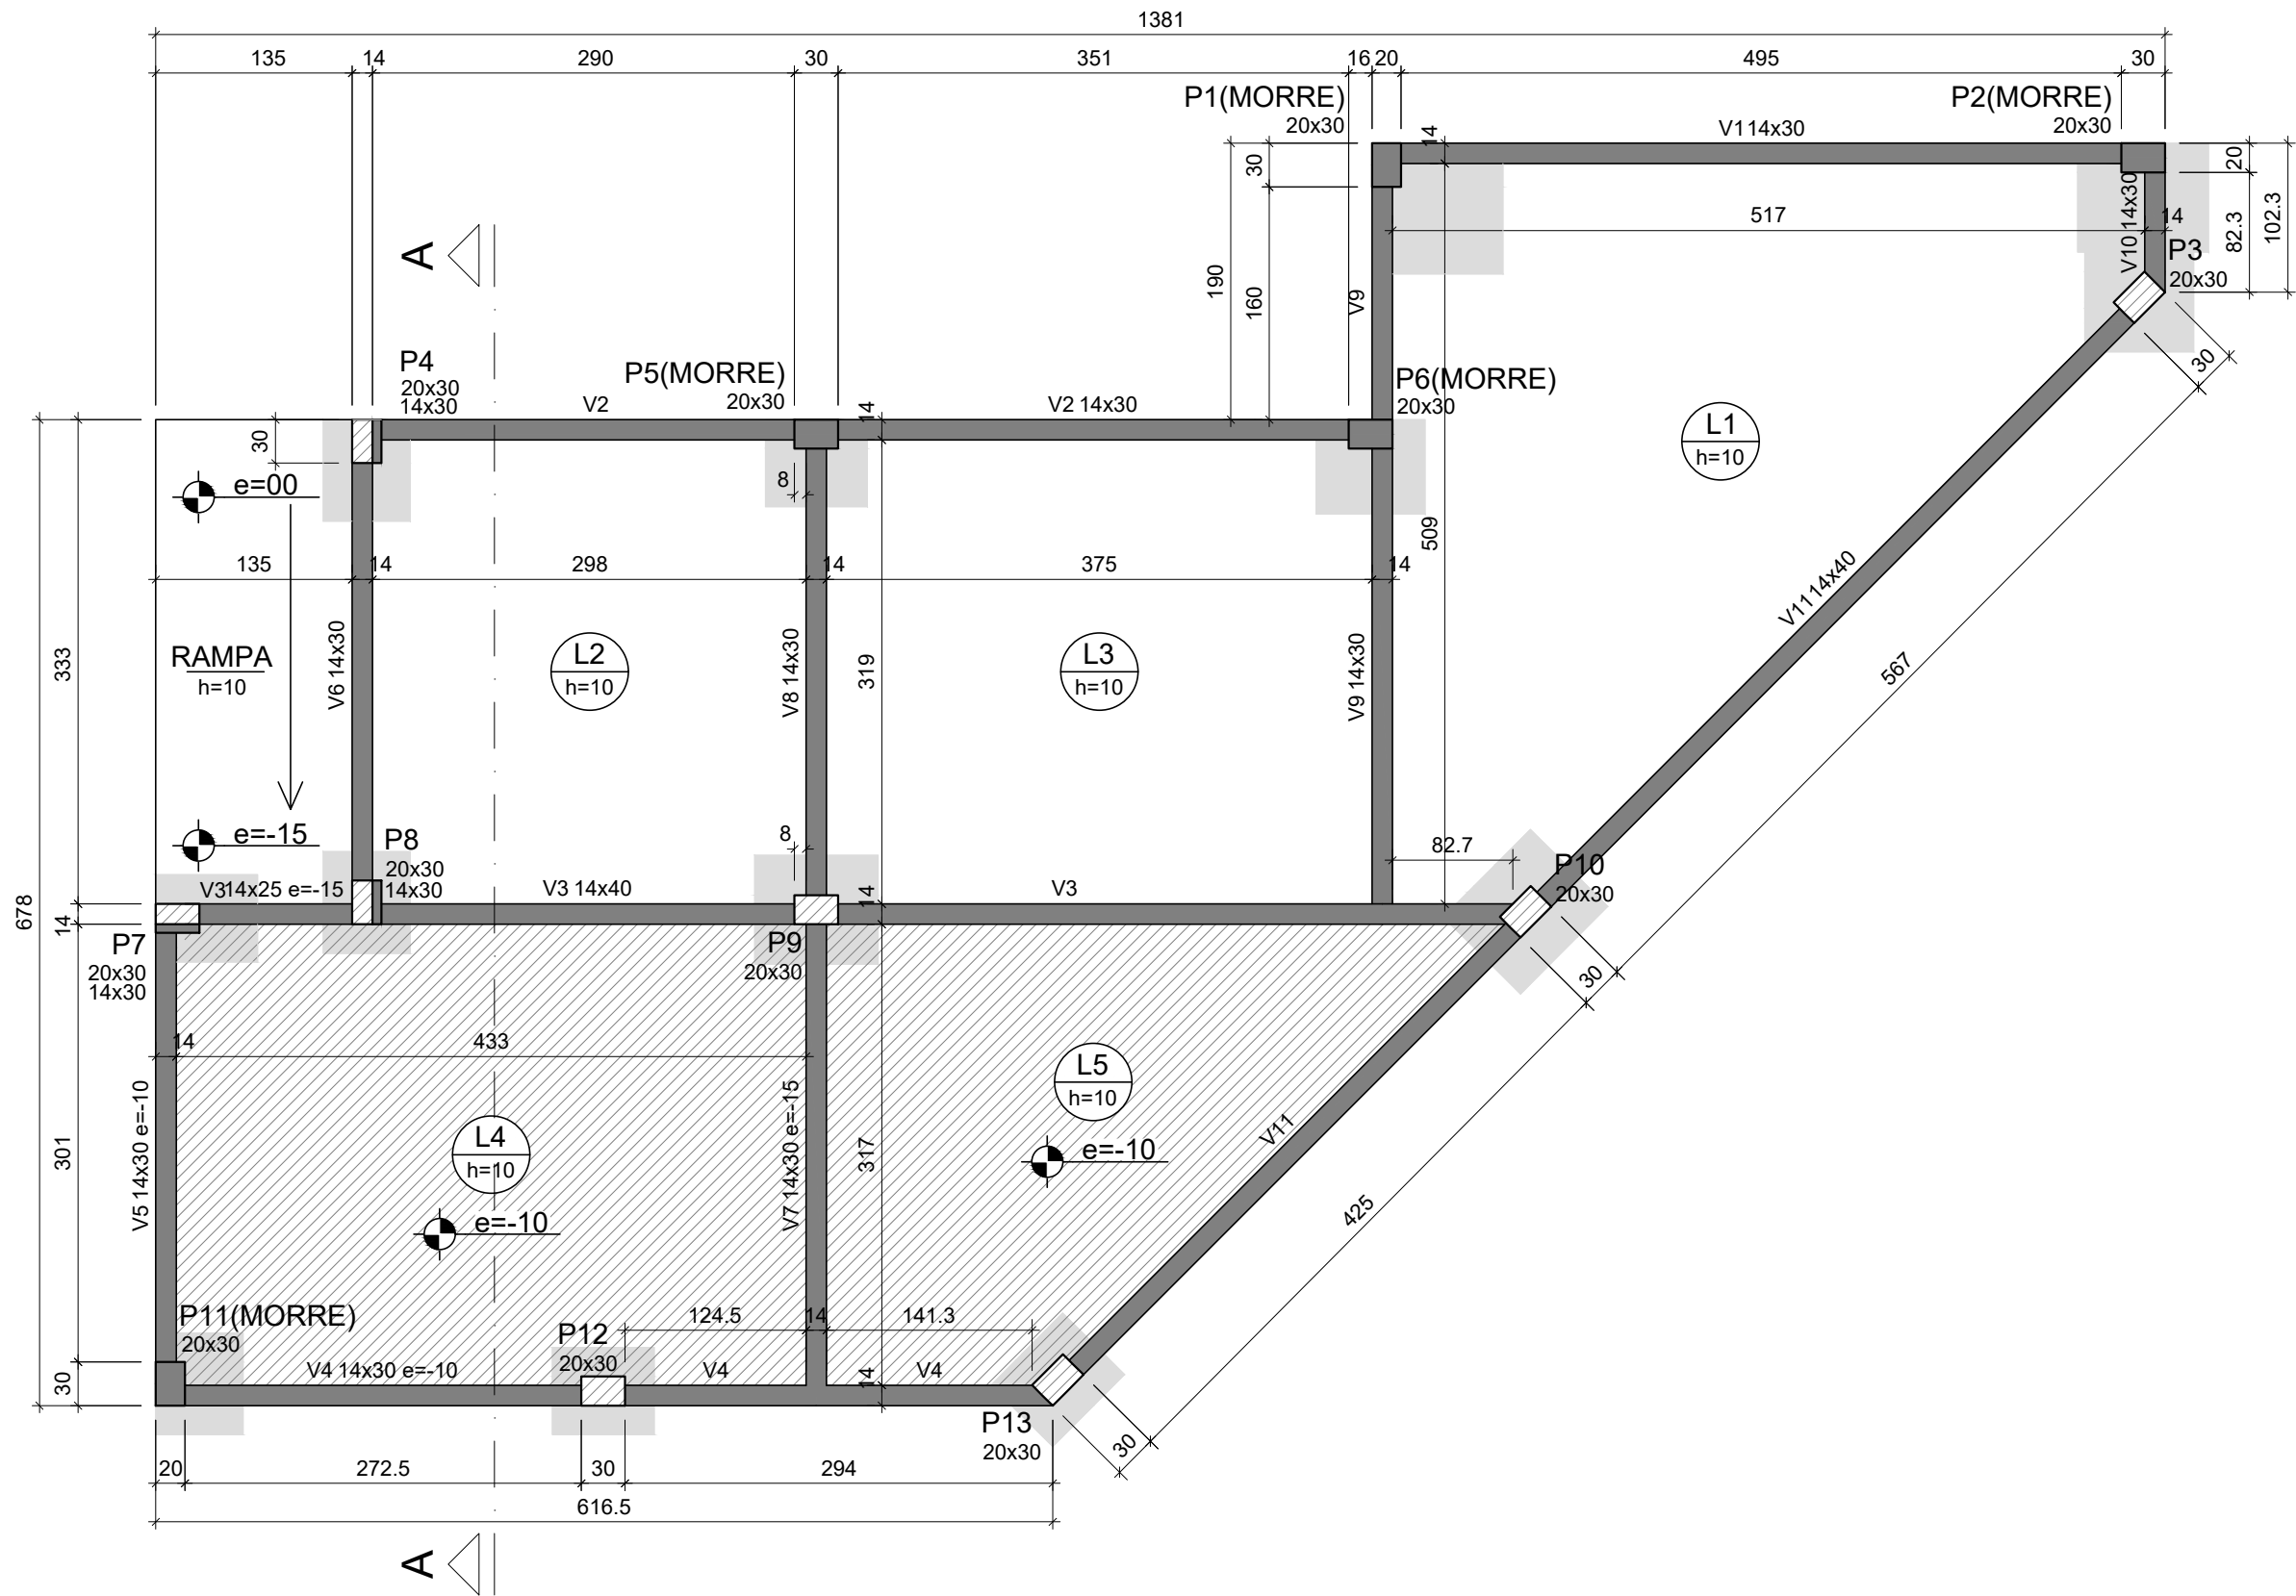 1381
135 14 290 30 351 16 20 495 30
P1(MORRE)
20x30
P2(MORRE)
20x30
V1 14x30
14
30
20
82.3
102.3
V10 14x30
14
517
P3
20x30
30
A
190
160
V9
P4
20x30
14x30
V2
P5(MORRE)
20x30
14
V2 14x30
P6(MORRE)
20x30
L1
h=10
30
e=00
8
509
135 14 298 14 375 14
V11 14x40
567
333
RAMPA
h=10
V6 14x30
L2
h=10
V8 14x30
319
L3
h=10
V9 14x30
e=-15
P8
20x30
14x30
8
82.7
P10
20x30
V3 14x25 e=-15
V3 14x40
14
V3
678
14
P7
20x30
14x30
P9
20x30
30
14 433
V5 14x30 e=-10
301
L4
h=10
e=-10
V7 14x30 e=-15
317
L5
h=10
e=-10
V11
425
P11(MORRE)
20x30
P12
20x30
124.5 14 141.3
V4 14x30 e=-10
V4
14
V4
30
P13
20x30
30
20 272.5 30 294
616.5
A